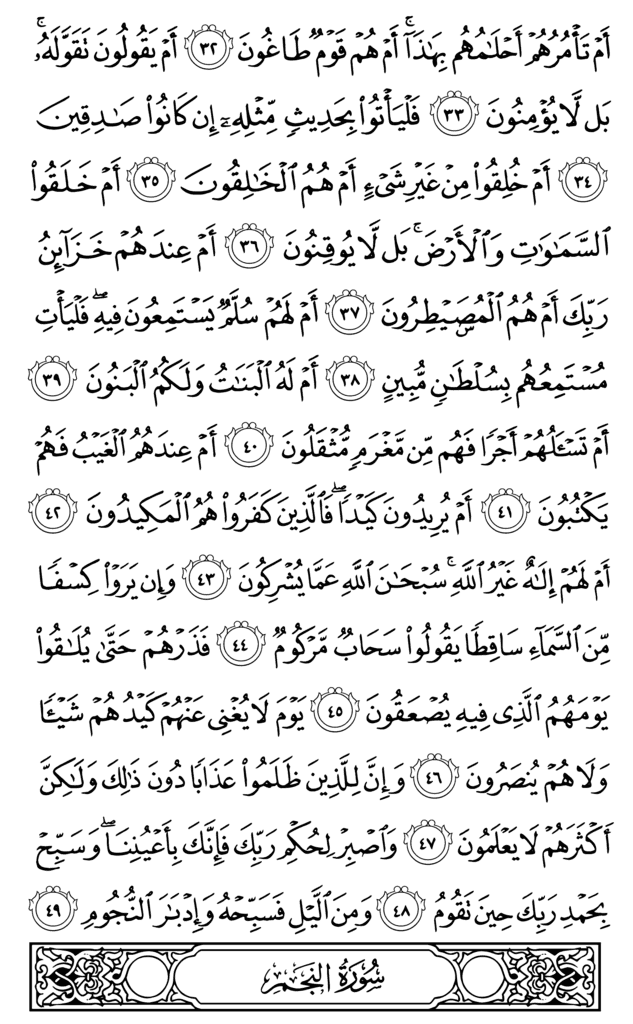 أَمْ تَأْمُرُهُمْ أَحْلَٰمُهُم بِهَٰذَآ ۚ أَمْ هُمْ قَوْمٌ طَاغُونَ ٣٢ أَمْ يَقُولُونَ تَقَوَّلَهُۥ ۚ
بَل لَّا يُؤْمِنُونَ ٣٣ فَلْيَأْتُوا۟ بِحَدِيثٍ مِّثْلِهِۦٓ إِن كَانُوا۟ صَٰدِقِينَ
٣٤ أَمْ خُلِقُوا۟ مِنْ غَيْرِ شَىْءٍ أَمْ هُمُ ٱلْخَٰلِقُونَ ٣٥ أَمْ خَلَقُوا۟
ٱلسَّمَٰوَٰتِ وَٱلْأَرْضَ ۚ بَل لَّا يُوقِنُونَ ٣٦ أَمْ عِندَهُمْ خَزَآئِنُ
رَبِّكَ أَمْ هُمُ ٱلْمُصَۣيْطِرُونَ ٣٧ أَمْ لَهُمْ سُلَّمٌ يَسْتَمِعُونَ فِيهِ ۖ فَلْيَأْتِ
مُسْتَمِعُهُم بِسُلْطَٰنٍ مُّبِينٍ ٣٨ أَمْ لَهُ ٱلْبَنَٰتُ وَلَكُمُ ٱلْبَنُونَ ٣٩
أَمْ تَسْـَٔلُهُمْ أَجْرًا فَهُم مِّن مَّغْرَمٍ مُّثْقَلُونَ ٤٠ أَمْ عِندَهُمُ ٱلْغَيْبُ فَهُمْ
يَكْتُبُونَ ٤١ أَمْ يُرِيدُونَ كَيْدًا ۖ فَٱلَّذِينَ كَفَرُوا۟ هُمُ ٱلْمَكِيدُونَ ٤٢
أَمْ لَهُمْ إِلَٰهٌ غَيْرُ ٱللَّهِ ۚ سُبْحَٰنَ ٱللَّهِ عَمَّا يُشْرِكُونَ ٤٣ وَإِن يَرَوْا۟ كِسْفًا
مِّنَ ٱلسَّمَآءِ سَاقِطًا يَقُولُوا۟ سَحَابٌ مَّرْكُومٌ ٤٤ فَذَرْهُمْ حَتَّىٰ يُلَٰقُوا۟
يَوْمَهُمُ ٱلَّذِى فِيهِ يُصْعَقُونَ ٤٥ يَوْمَ لَا يُغْنِى عَنْهُمْ كَيْدُهُمْ شَيْـًٔا
وَلَا هُمْ يُنصَرُونَ ٤٦ وَإِنَّ لِلَّذِينَ ظَلَمُوا۟ عَذَابًا دُونَ ذَٰلِكَ وَلَٰكِنَّ
أَكْثَرَهُمْ لَا يَعْلَمُونَ ٤٧ وَٱصْبِرْ لِحُكْمِ رَبِّكَ فَإِنَّكَ بِأَعْيُنِنَا ۖ وَسَبِّحْ
بِحَمْدِ رَبِّكَ حِينَ تَقُومُ ٤٨ وَمِنَ ٱلَّيْلِ فَسَبِّحْهُ وَإِدْبَٰرَ ٱلنُّجُومِ ٤٩
سُورَةُ النَّجْمِ